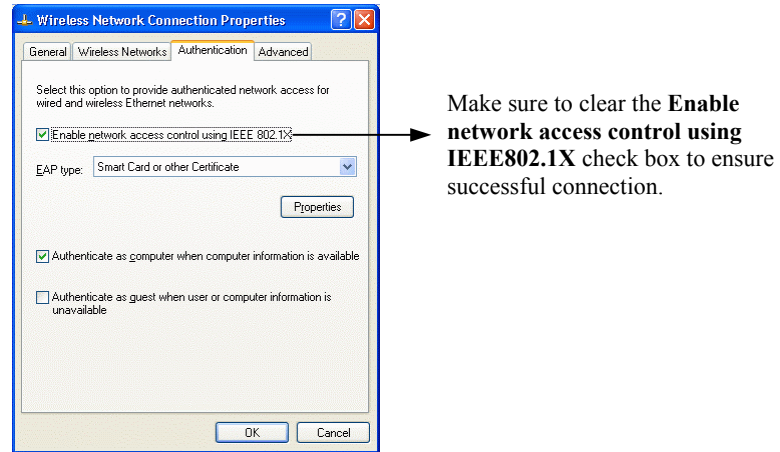 Wireless Network Connection Properties
General
Wireless Networks
Authentication
Advanced
Select this option to provide authenticated network access for
wired and wireless Ethernet networks.
Enable network access control using IEEE 802.1X
EAP type:
Smart Card or other Certificate
Properties
Authenticate as computer when computer information is available
Authenticate as guest when user or computer information is
unavailable
OK
Cancel
Make sure to clear the Enable
network access control using
IEEE802.1X check box to ensure
successful connection.